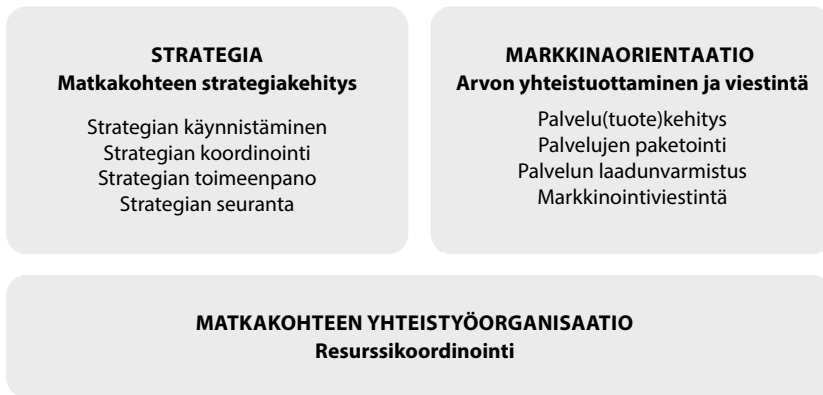 STRATEGIA
Matkakohteen strategiakehitys
Strategian käynnistäminen
Strategian koordinointi
Strategian toimeenpano
Strategian seuranta
MARKKINAORIENTAATIO
Arvon yhteistuottaminen ja viestintä
Palvelu(tuote)kehitys
Palvelujen paketointi
Palvelun laadunvarmistus
Markkinointiviestintä
MATKAKOHTEEN YHTEISTYÖORGANISAATIO
Resurssikoordinointi